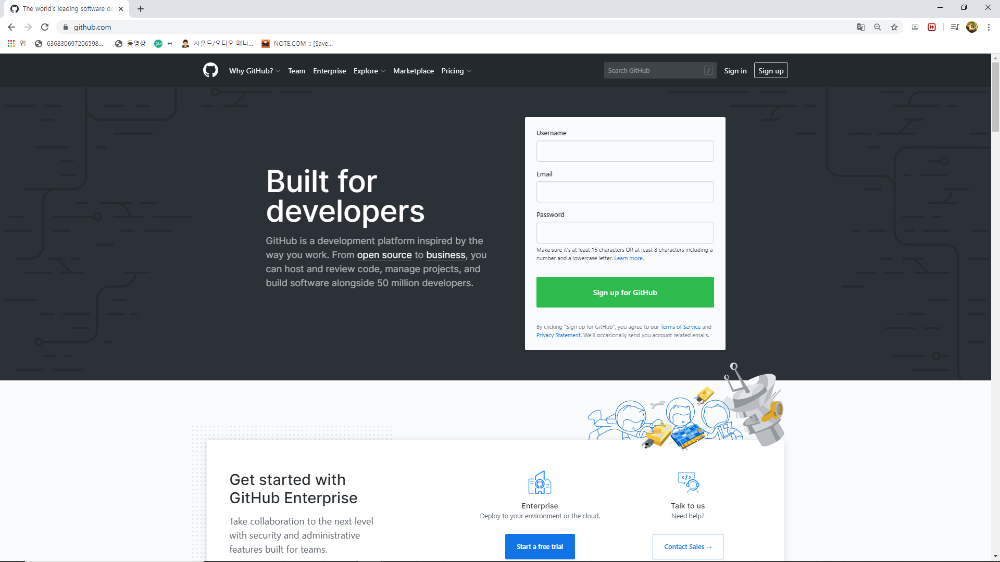 The world's leading software de
github.com
앱
636830697206598...
동영상
ㅂ
사운드/오디오 매니...
NOTE.COM :: [Save...
Why GitHub?
Team
Enterprise
Explore
Marketplace
Pricing
Search GitHub
/
Sign in
Sign up
Built for
developers
GitHub is a development platform inspired by the
way you work. From open source to business, you
can host and review code, manage projects, and
build software alongside 50 million developers.
Username
Email
Password
Make sure it's at least 15 characters OR at least 8 characters including a
number and a lowercase letter. Learn more.
Sign up for GitHub
By clicking “Sign up for GitHub”, you agree to our Terms of Service and
Privacy Statement. We’ll occasionally send you account related emails.
Get started with
GitHub Enterprise
Take collaboration to the next level
with security and administrative
features built for teams.
Enterprise
Deploy to your environment or the cloud.
Start a free trial
Talk to us
Need help?
Contact Sales →